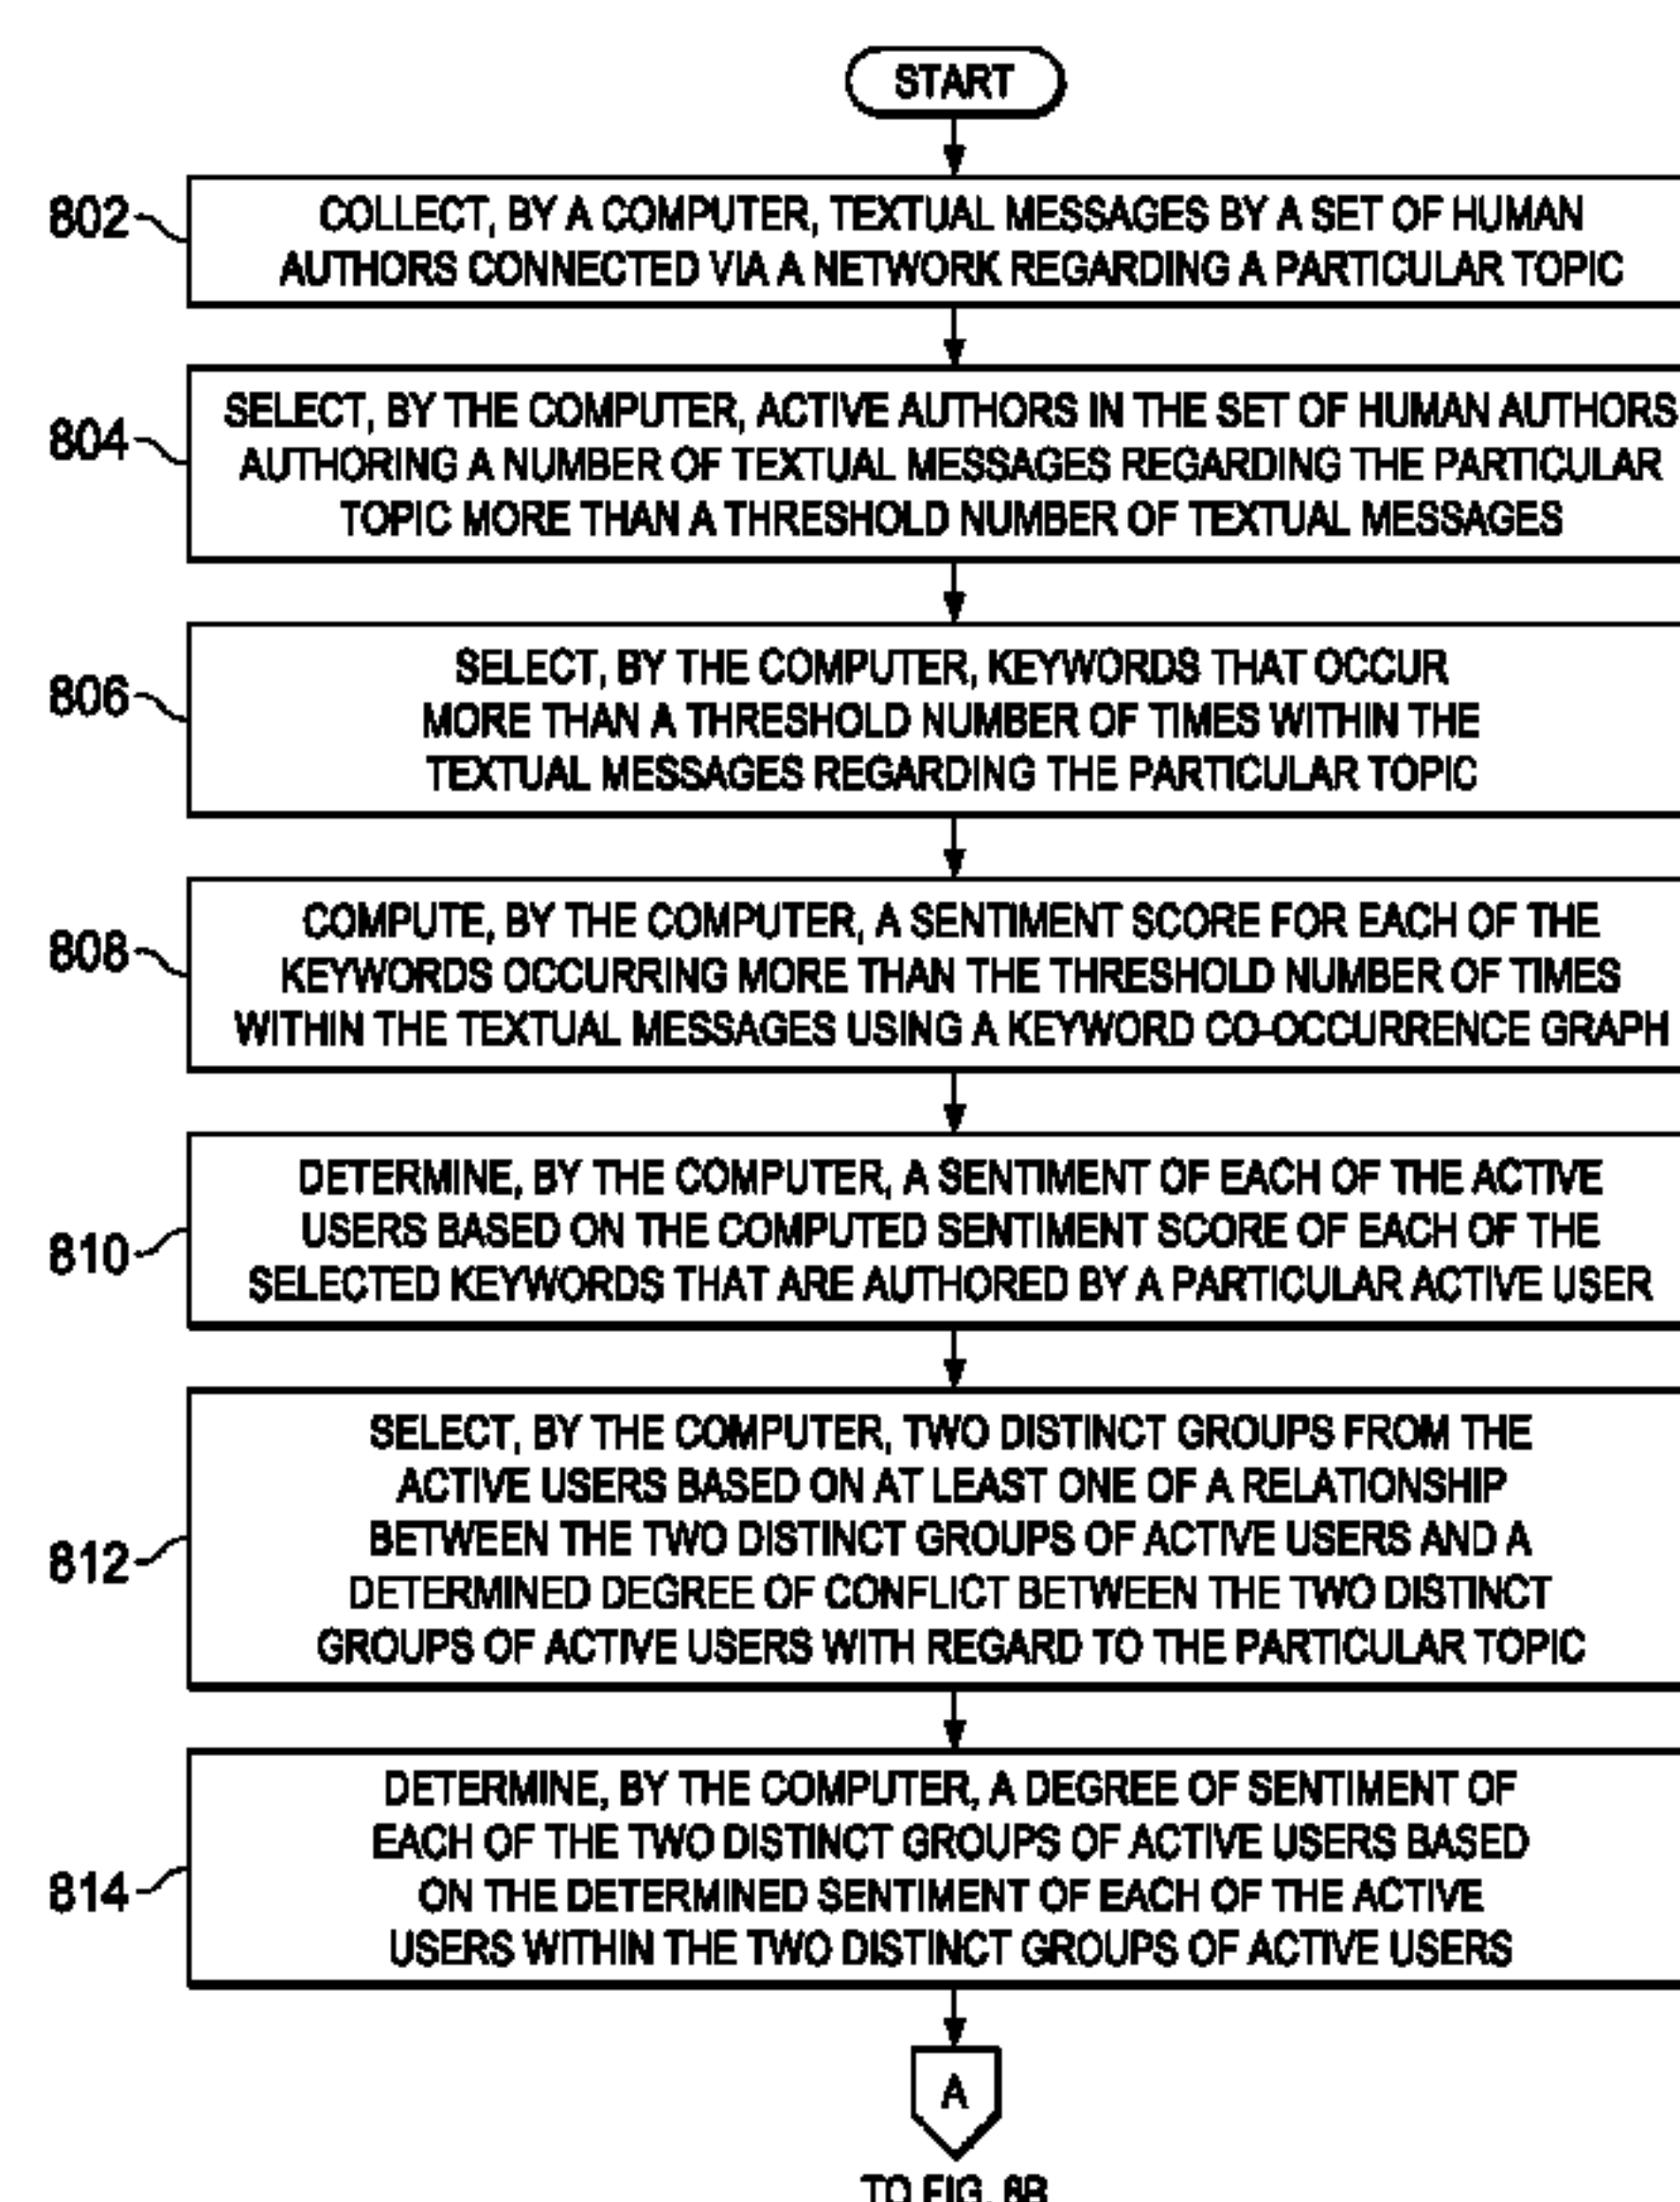 START
802
COLLECT, BY A COMPUTER, TEXTUAL MESSAGES BY A SET OF HUMAN
AUTHORS CONNECTED VIA A NETWORK REGARDING A PARTICULAR TOPIC
804
SELECT, BY THE COMPUTER, ACTIVE AUTHORS IN THE SET OF HUMAN AUTHORS
AUTHORING A NUMBER OF TEXTUAL MESSAGES REGARDING THE PARTICULAR
TOPIC MORE THAN A THRESHOLD NUMBER OF TEXTUAL MESSAGES
806
SELECT, BY THE COMPUTER, KEYWORDS THAT OCCUR
MORE THAN A THRESHOLD NUMBER OF TIMES WITHIN THE
TEXTUAL MESSAGES REGARDING THE PARTICULAR TOPIC
808
COMPUTE, BY THE COMPUTER, A SENTIMENT SCORE FOR EACH OF THE
KEYWORDS OCCURRING MORE THAN THE THRESHOLD NUMBER OF TIMES
WITHIN THE TEXTUAL MESSAGES USING A KEYWORD CO-OCCURRENCE GRAPH
810
DETERMINE, BY THE COMPUTER, A SENTIMENT OF EACH OF THE ACTIVE
USERS BASED ON THE COMPUTED SENTIMENT SCORE OF EACH OF THE
SELECTED KEYWORDS THAT ARE AUTHORED BY A PARTICULAR ACTIVE USER
812
SELECT, BY THE COMPUTER, TWO DISTINCT GROUPS FROM THE
ACTIVE USERS BASED ON AT LEAST ONE OF A RELATIONSHIP
BETWEEN THE TWO DISTINCT GROUPS OF ACTIVE USERS AND A
DETERMINED DEGREE OF CONFLICT BETWEEN THE TWO DISTINCT
GROUPS OF ACTIVE USERS WITH REGARD TO THE PARTICULAR TOPIC
814
DETERMINE, BY THE COMPUTER, A DEGREE OF SENTIMENT OF
EACH OF THE TWO DISTINCT GROUPS OF ACTIVE USERS BASED
ON THE DETERMINED SENTIMENT OF EACH OF THE ACTIVE
USERS WITHIN THE TWO DISTINCT GROUPS OF ACTIVE USERS
A
TO FIG. 8B